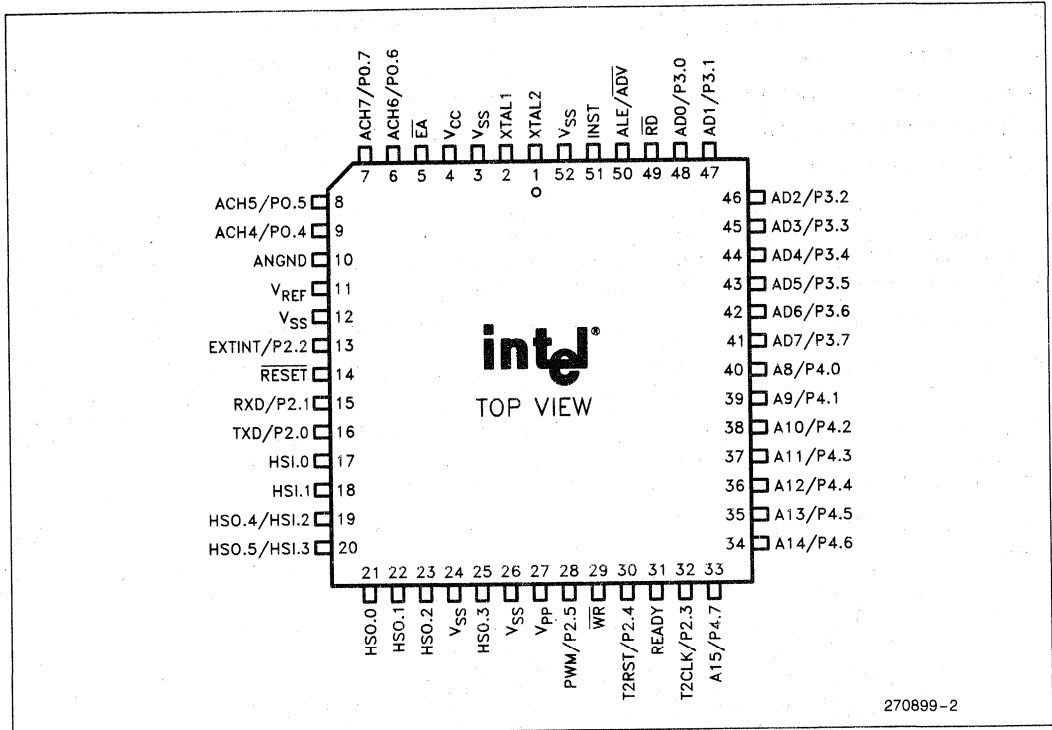 ACH7/P0.7
ACH6/P0.6
EA
VCC
VSS
XTAL1
XTAL2
VSS
INST
ALE/ADV
RD
AD0/P3.0
AD1/P3.1
7 6 5 4 3 2 1 52 51 50 49 48 47
ACH5/P0.5 8
ACH4/P0.4 9
ANGND 10
VREF 11
VSS 12
EXTINT/P2.2 13
RESET 14
RXD/P2.1 15
TXD/P2.0 16
HSI.0 17
HSI.1 18
HSO.4/HSI.2 19
HSO.5/HSI.3 20
intel®
TOP VIEW
46 AD2/P3.2
45 AD3/P3.3
44 AD4/P3.4
43 AD5/P3.5
42 AD6/P3.6
41 AD7/P3.7
40 A8/P4.0
39 A9/P4.1
38 A10/P4.2
37 A11/P4.3
36 A12/P4.4
35 A13/P4.5
34 A14/P4.6
21 22 23 24 25 26 27 28 29 30 31 32 33
HSO.0
HSO.1
HSO.2
VSS
HSO.3
VSS
VPP
PWM/P2.5
WR
T2RST/P2.4
READY
T2CLK/P2.3
A15/P4.7
270899-2